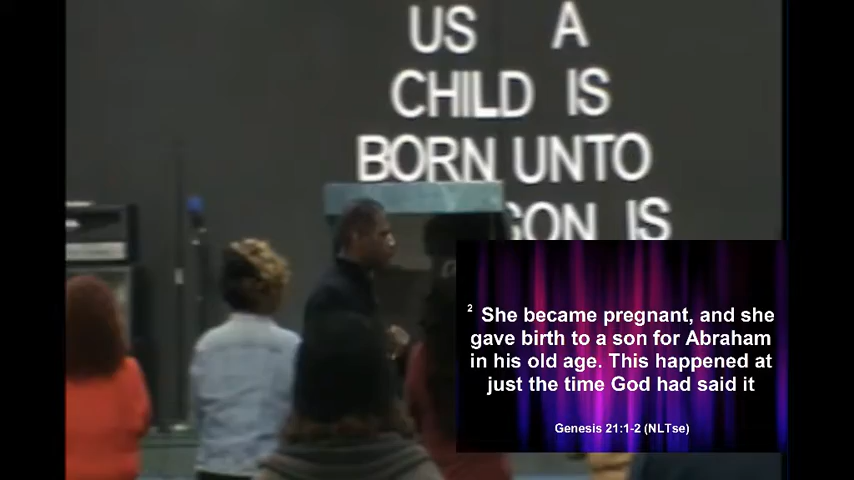 US A
CHILD IS
BORN UNTO
SON IS
2 She became pregnant, and she
gave birth to a son for Abraham
in his old age. This happened at
just the time God had said it
Genesis 21:1-2 (NLTse)